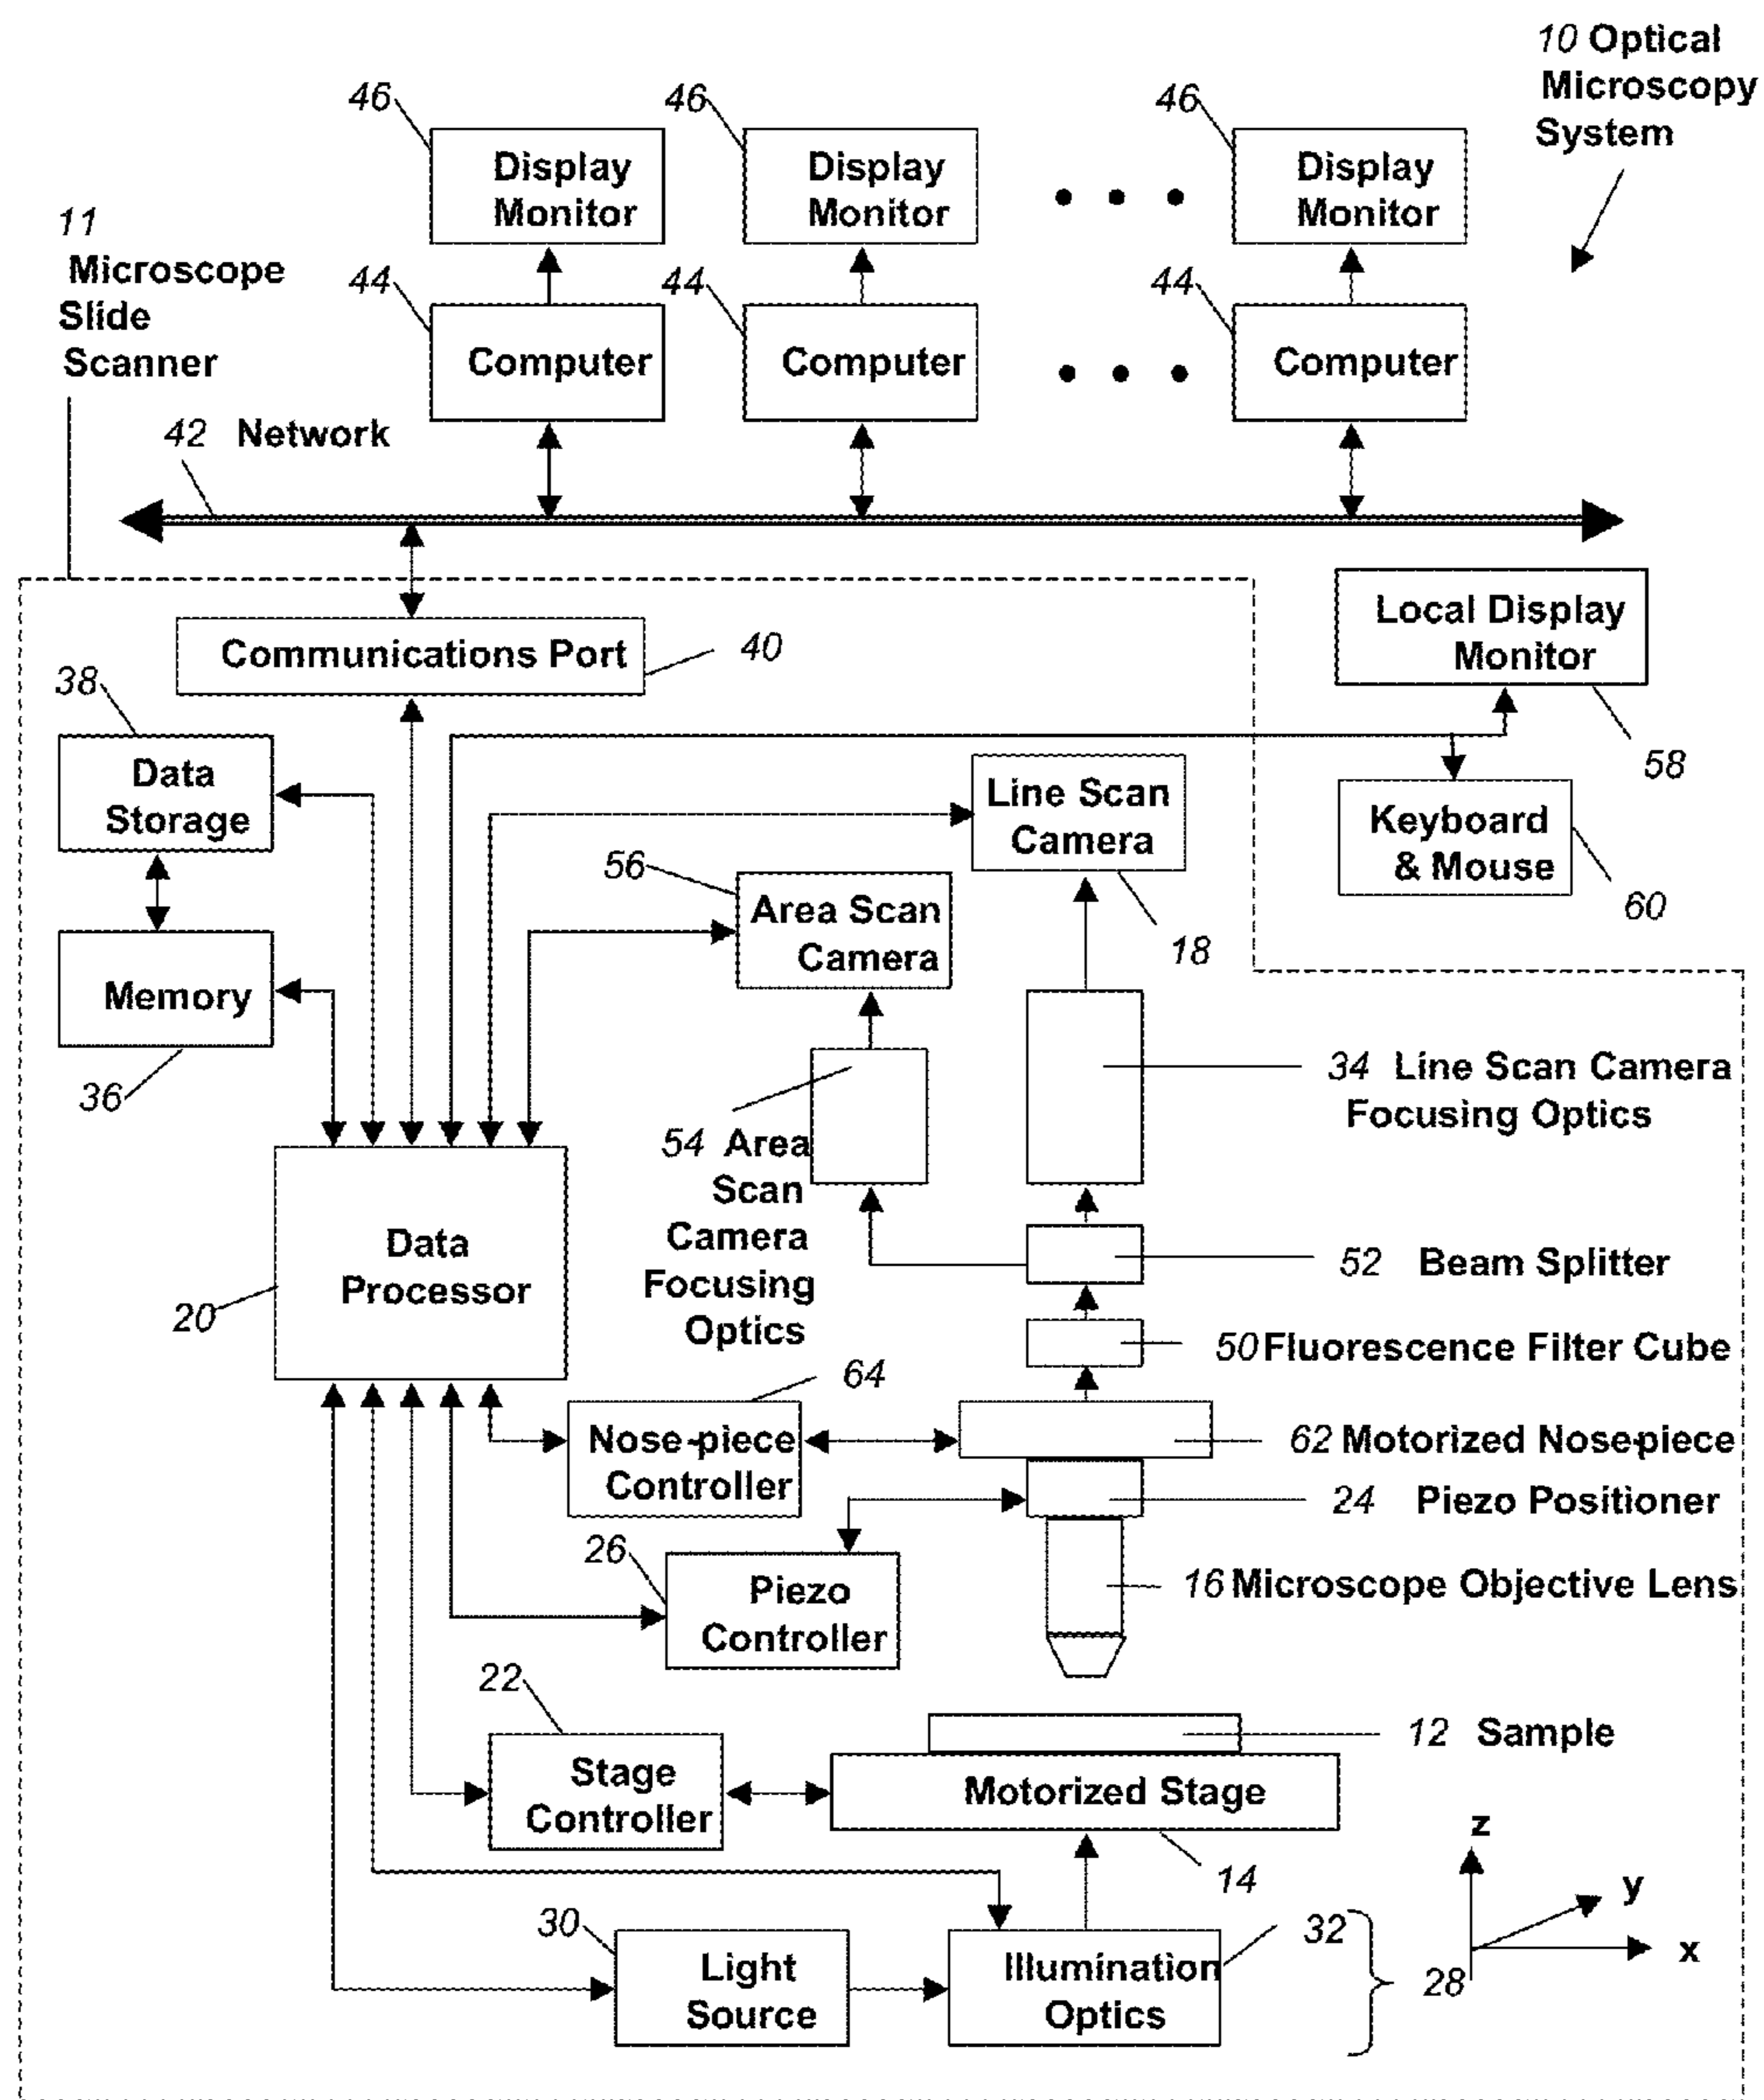 10 Optical
Microscopy
System
46
46
46
Display
Monitor
Display
Monitor
Display
Monitor
11
Microscope
Slide
Scanner
44
44
44
Computer
Computer
Computer
42 Network
Local Display
Monitor
58
Communications Port
40
38
Data
Storage
Line Scan
Camera
18
Keyboard
& Mouse
60
56
Area Scan
Camera
Memory
36
34 Line Scan Camera
Focusing Optics
54 Area
Scan
Camera
Focusing
Optics
Data
Processor
20
52 Beam Splitter
50 Fluorescence Filter Cube
64
Nose-piece
Controller
62 Motorized Nose-piece
24 Piezo Positioner
26
Piezo
Controller
16 Microscope Objective Lens
22
Stage
Controller
12 Sample
Motorized Stage
14
z
y
x
30
Light
Source
Illumination
Optics
32
28